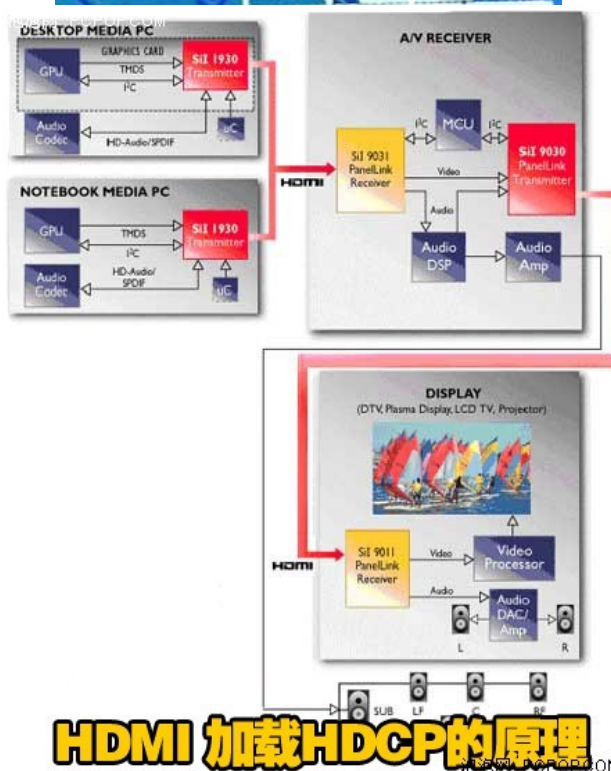 DESKTOP MEDIA PC
GRAPHICS CARD
GPU
TMDS
I²C
SiI 1930
Transmitter
Audio
Codec
HD-Audio/SPDIF
uC
NOTEBOOK MEDIA PC
GPU
TMDS
I²C
SiI 1930
Transmitter
Audio
Codec
HD-Audio/
SPDIF
uC
HDMI
A/V RECEIVER
SiI 9031
PanelLink
Receiver
I²C
MCU
I²C
SiI 9030
PanelLink
Transmitter
Video
Audio
Audio
DSP
Audio
Amp
DISPLAY
(DTV, Plasma Display, LCD TV, Projector)
HDMI
SiI 9011
PanelLink
Receiver
Video
Video
Processor
Audio
Audio
DAC/
Amp
L
R
SUB
LF
C
RF
HDMI 加载HDCP的原理